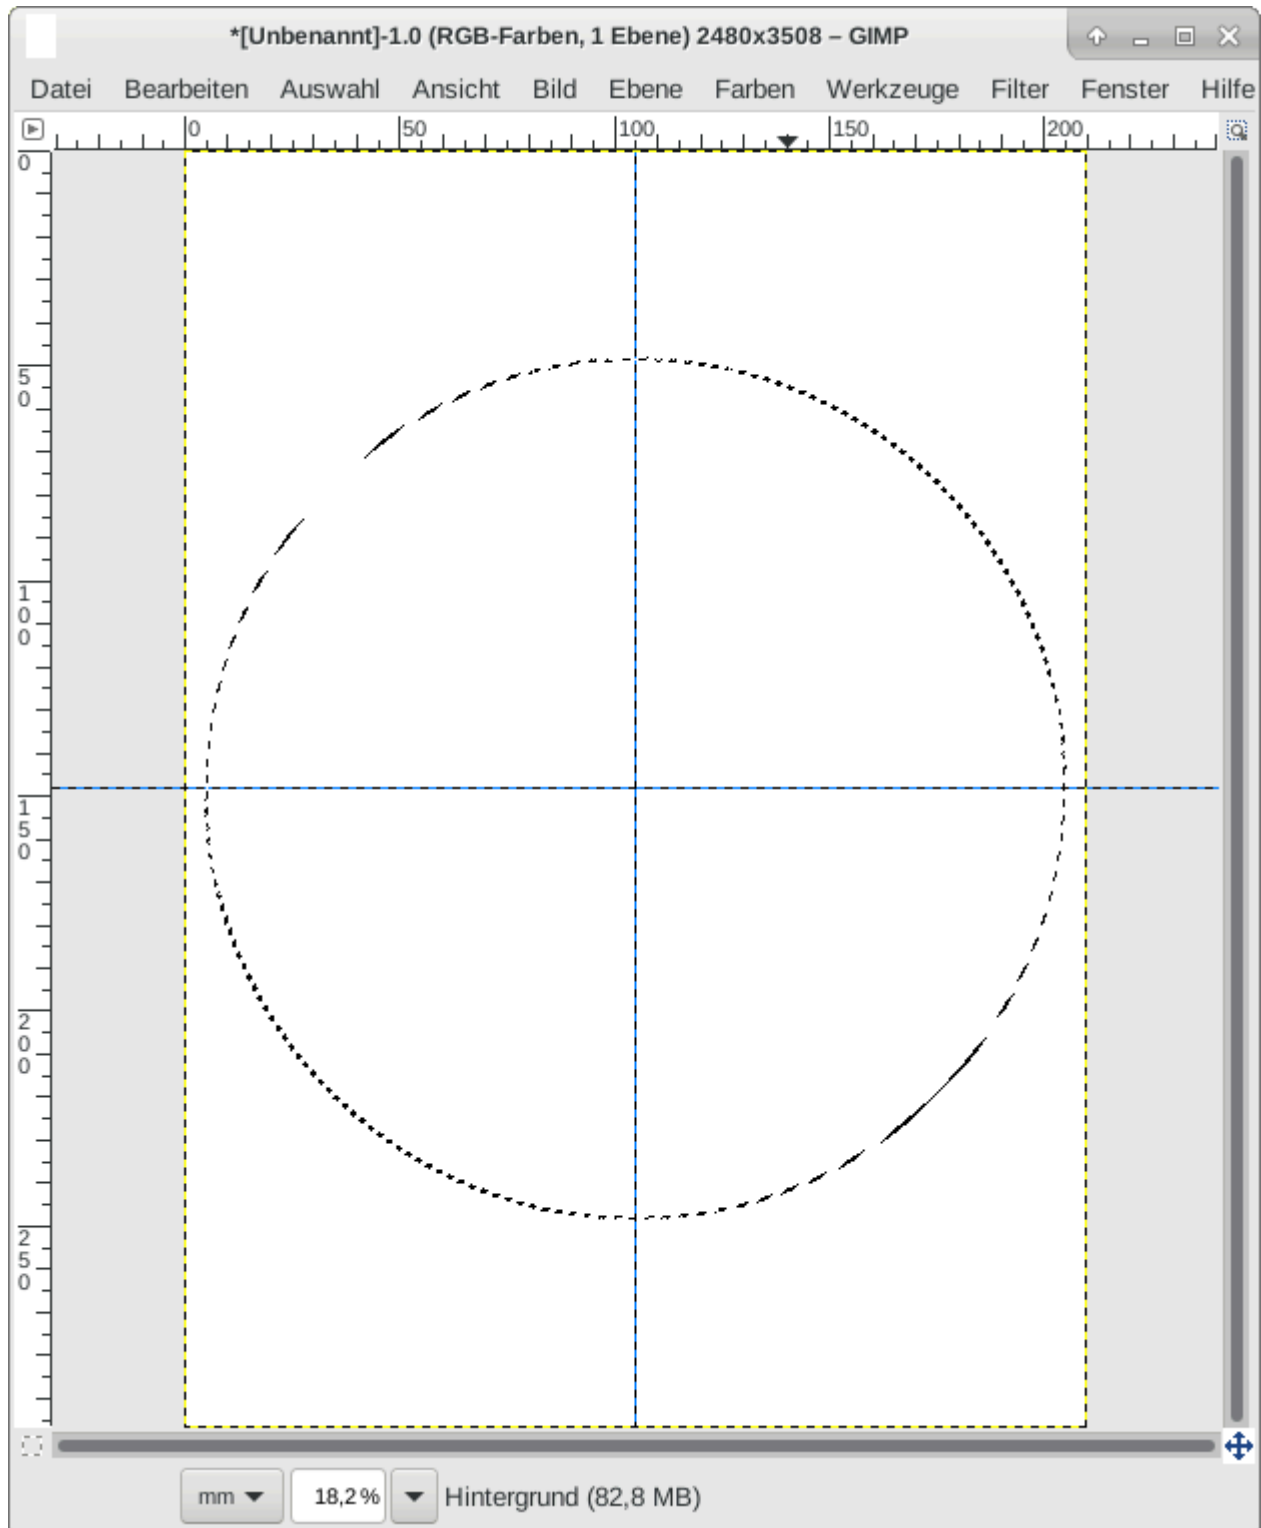 *[Unbenannt]-1.0 (RGB-Farben, 1 Ebene) 2480x3508 – GIMP
Datei Bearbeiten Auswahl Ansicht Bild Ebene Farben Werkzeuge Filter Fenster Hilfe
0 50 100 150 200
0
50
100
150
200
250
mm 18,2 % Hintergrund (82,8 MB)